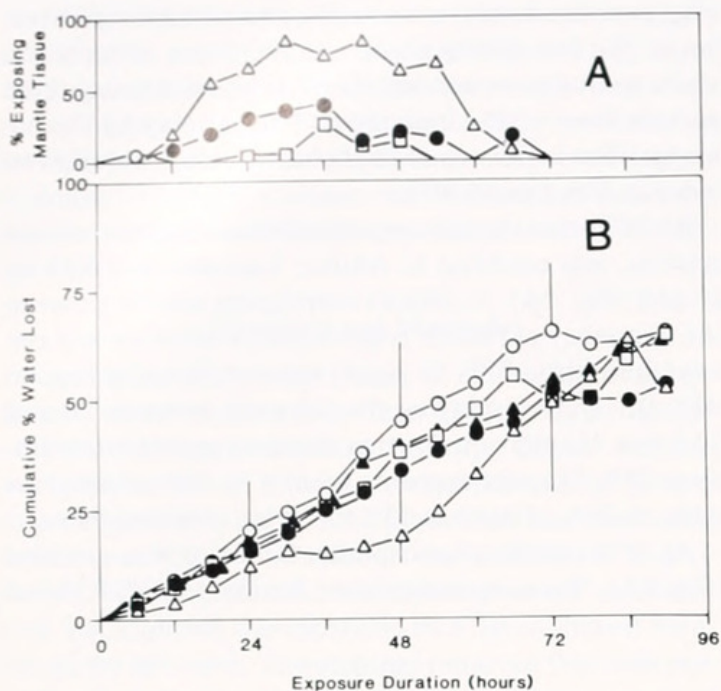 % Exposing
Mantle Tissue
100
50
0
A
Cumulative % Water Lost
100
75
50
25
0
B
0
24
48
72
96
Exposure Duration (hours)